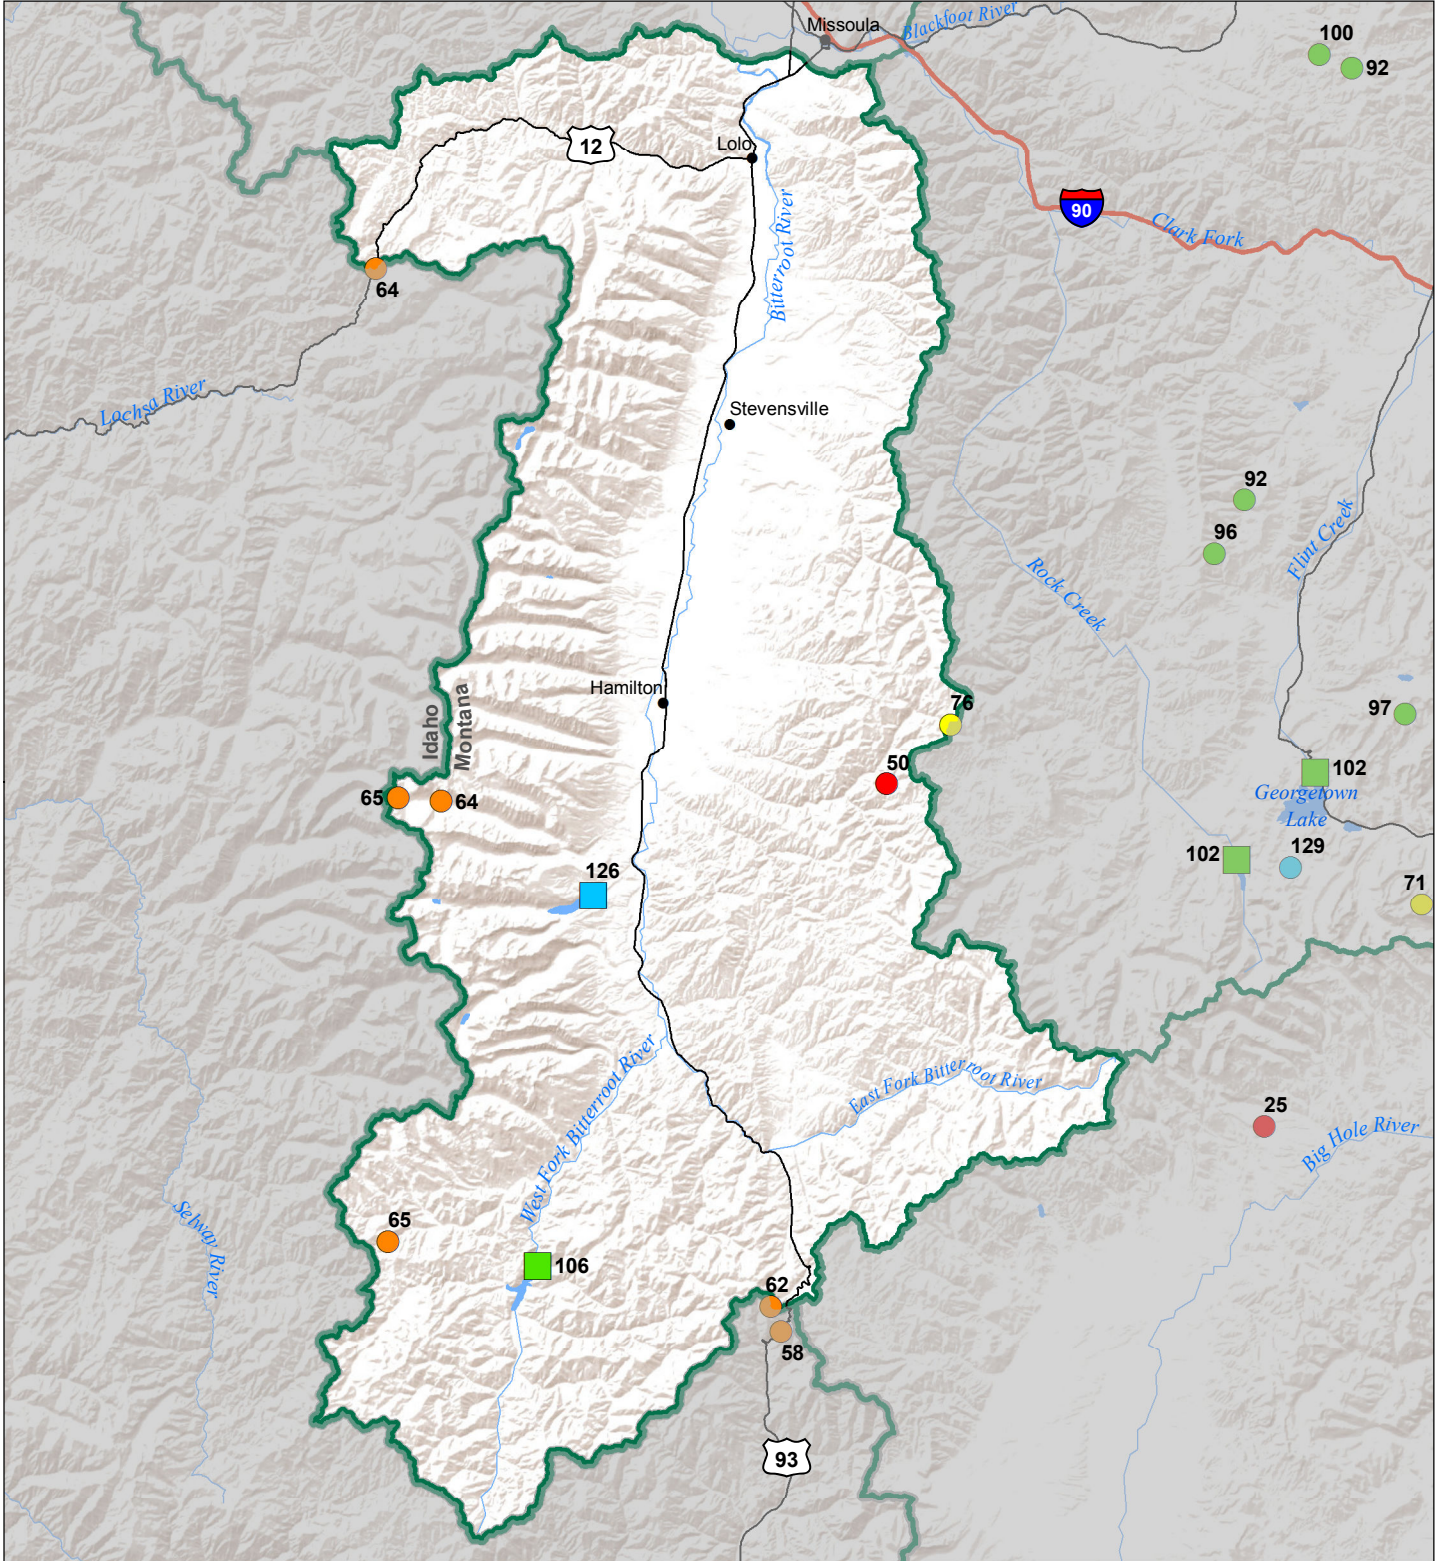 Missoula
Blackfoot River
100
92
12
Lolo
Bitterroot River
90
Clark Fork
64
Lochsa River
Stevensville
92
96
Flint Creek
Rock Creek
Hamilton
Idaho
Montana
76
97
50
102
Georgetown
Lake
65
64
102
129
126
71
West Fork Bitterroot River
East Fork Bitterroot River
25
Big Hole River
Selway River
65
106
62
58
93